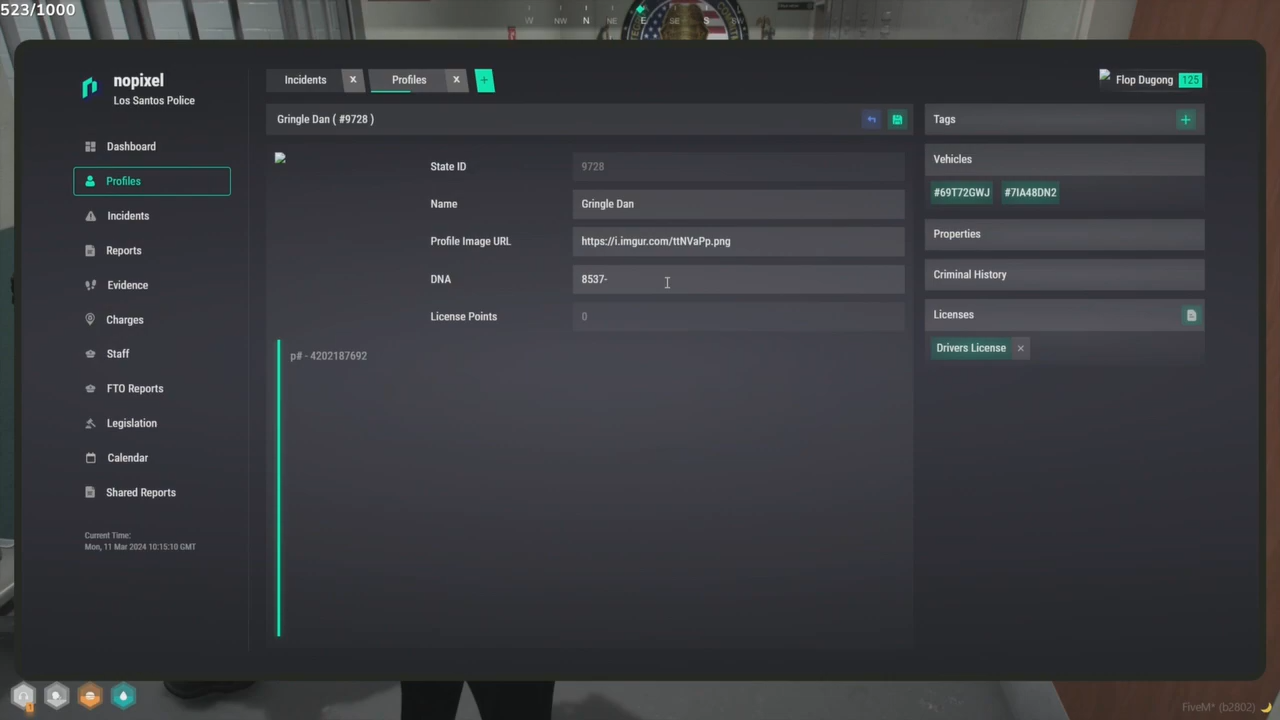 523/1000
W NW N NE E SE S
nopixel
Los Santos Police
Dashboard
Profiles
Incidents
Reports
Evidence
Charges
Staff
FTO Reports
Legislation
Calendar
Shared Reports
Current Time:
Mon, 11 Mar 2024 10:15:10 GMT
Incidents x Profiles x +
Flop Dugong 125
Gringle Dan ( #9728 )
State ID 9728
Name Gringle Dan
Profile Image URL https://i.imgur.com/ttNVaPp.png
DNA 8537-
License Points 0
p# - 4202187692
Tags +
Vehicles
#69T72GWJ #7IA48DN2
Properties
Criminal History
Licenses
Drivers License x
FiveM* (b2802)